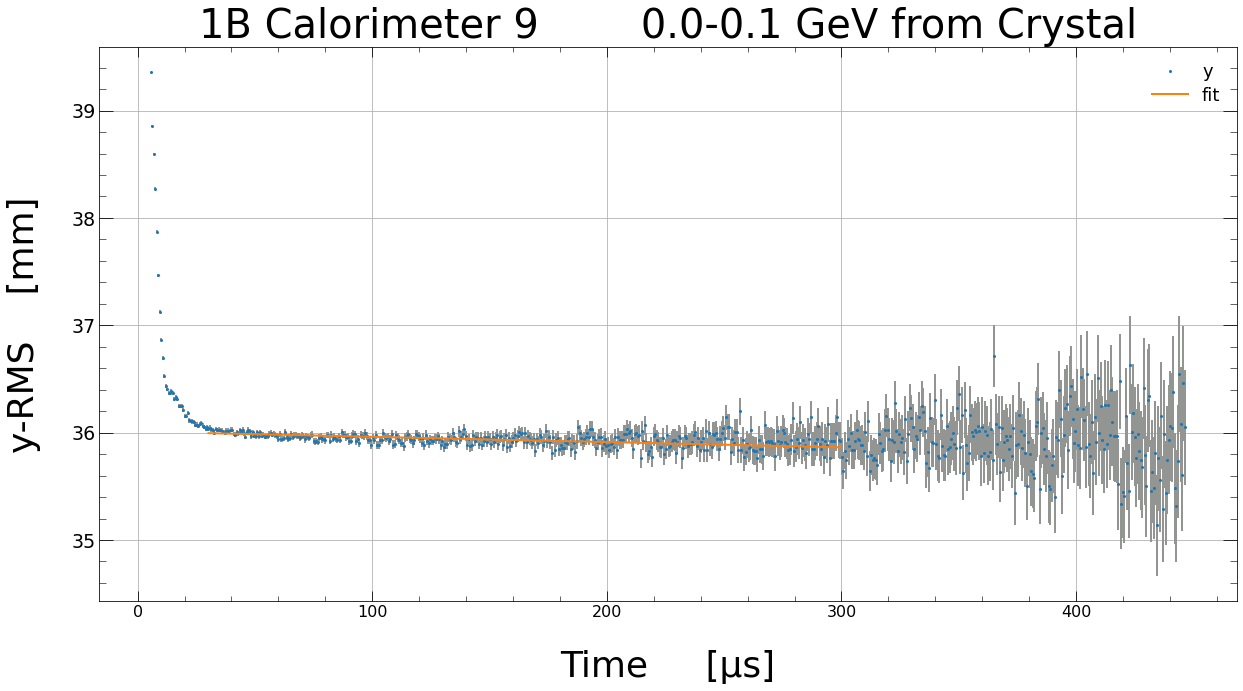 1B Calorimeter 9 0.0-0.1 GeV from Crystal
y
fit
y-RMS [mm]
39
38
37
36
35
0 100 200 300 400
Time [μs]